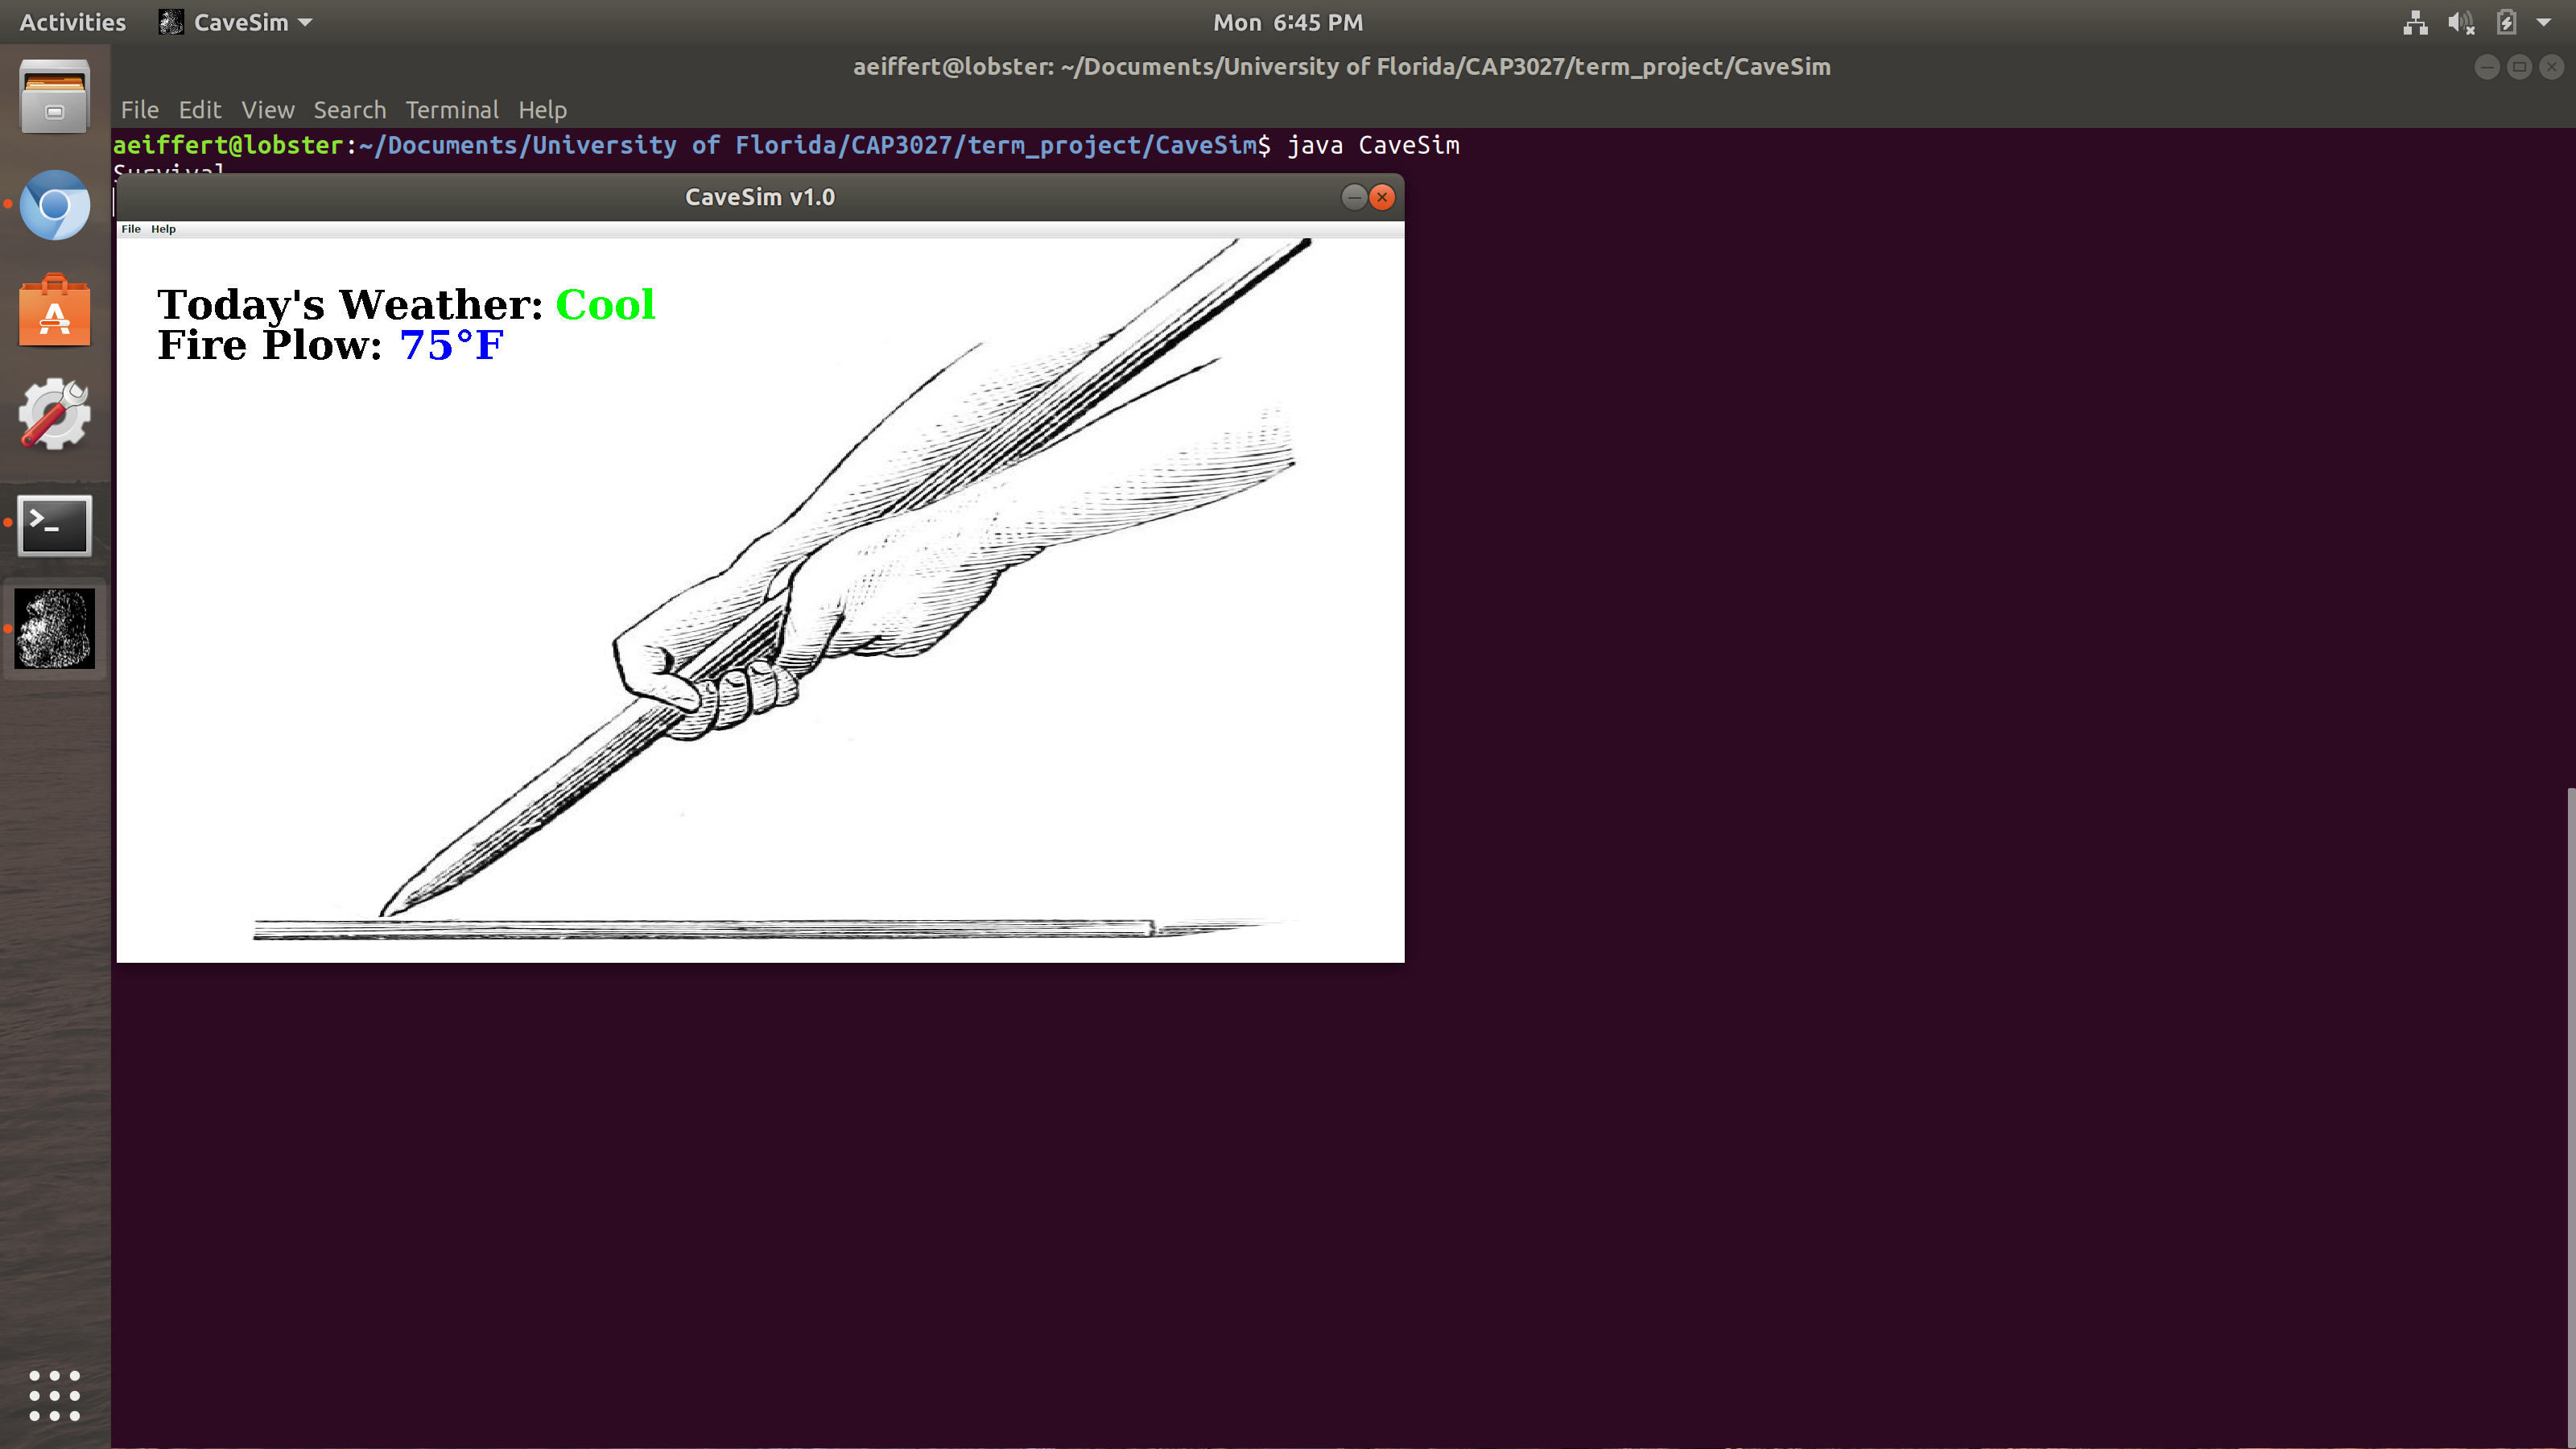 Activities CaveSim Mon 6:45 PM
aeiffert@lobster: ~/Documents/University of Florida/CAP3027/term_project/CaveSim
File Edit View Search Terminal Help
aeiffert@lobster:~/Documents/University of Florida/CAP3027/term_project/CaveSim$ java CaveSim
Survival
CaveSim v1.0
File Help
Today's Weather: Cool
Fire Plow: 75°F